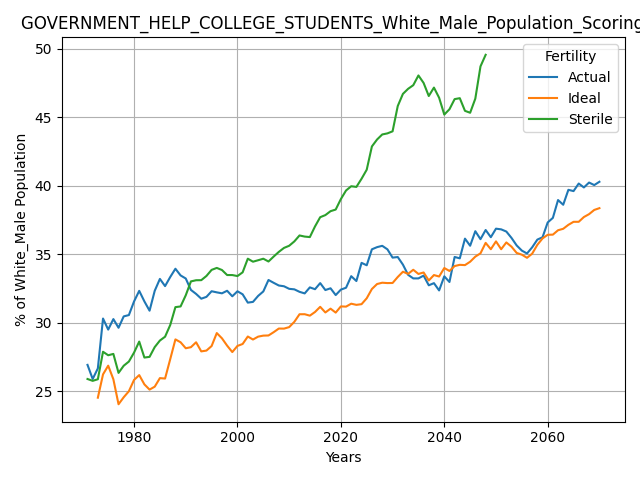 GOVERNMENT_HELP_COLLEGE_STUDENTS_White_Male_Population_Scoring
% of White_Male Population
50
45
40
35
30
25
Fertility
Actual
Ideal
Sterile
1980 2000 2020 2040 2060
Years